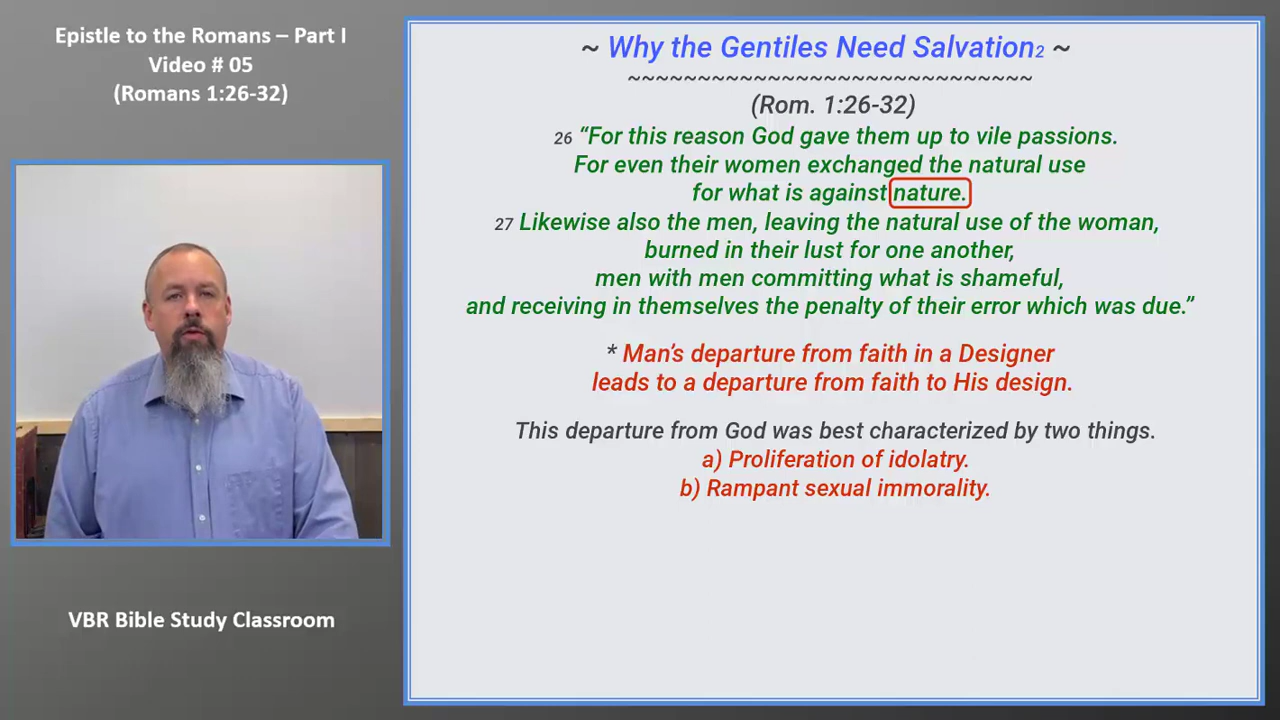 Epistle to the Romans – Part I
Video # 05
(Romans 1:26-32)
VBR Bible Study Classroom
~ Why the Gentiles Need Salvation2 ~
~~~~~~~~~~~~~~~~~~~~~~~~~~~~~
(Rom. 1:26-32)
26 “For this reason God gave them up to vile passions.
For even their women exchanged the natural use
for what is against nature.
27 Likewise also the men, leaving the natural use of the woman,
burned in their lust for one another,
men with men committing what is shameful,
and receiving in themselves the penalty of their error which was due.”
* Man’s departure from faith in a Designer
leads to a departure from faith to His design.
This departure from God was best characterized by two things.
a) Proliferation of idolatry.
b) Rampant sexual immorality.